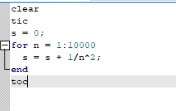 clear
tic
s = 0;
for n = 1:10000
s = s + 1/n^2;
end
toc